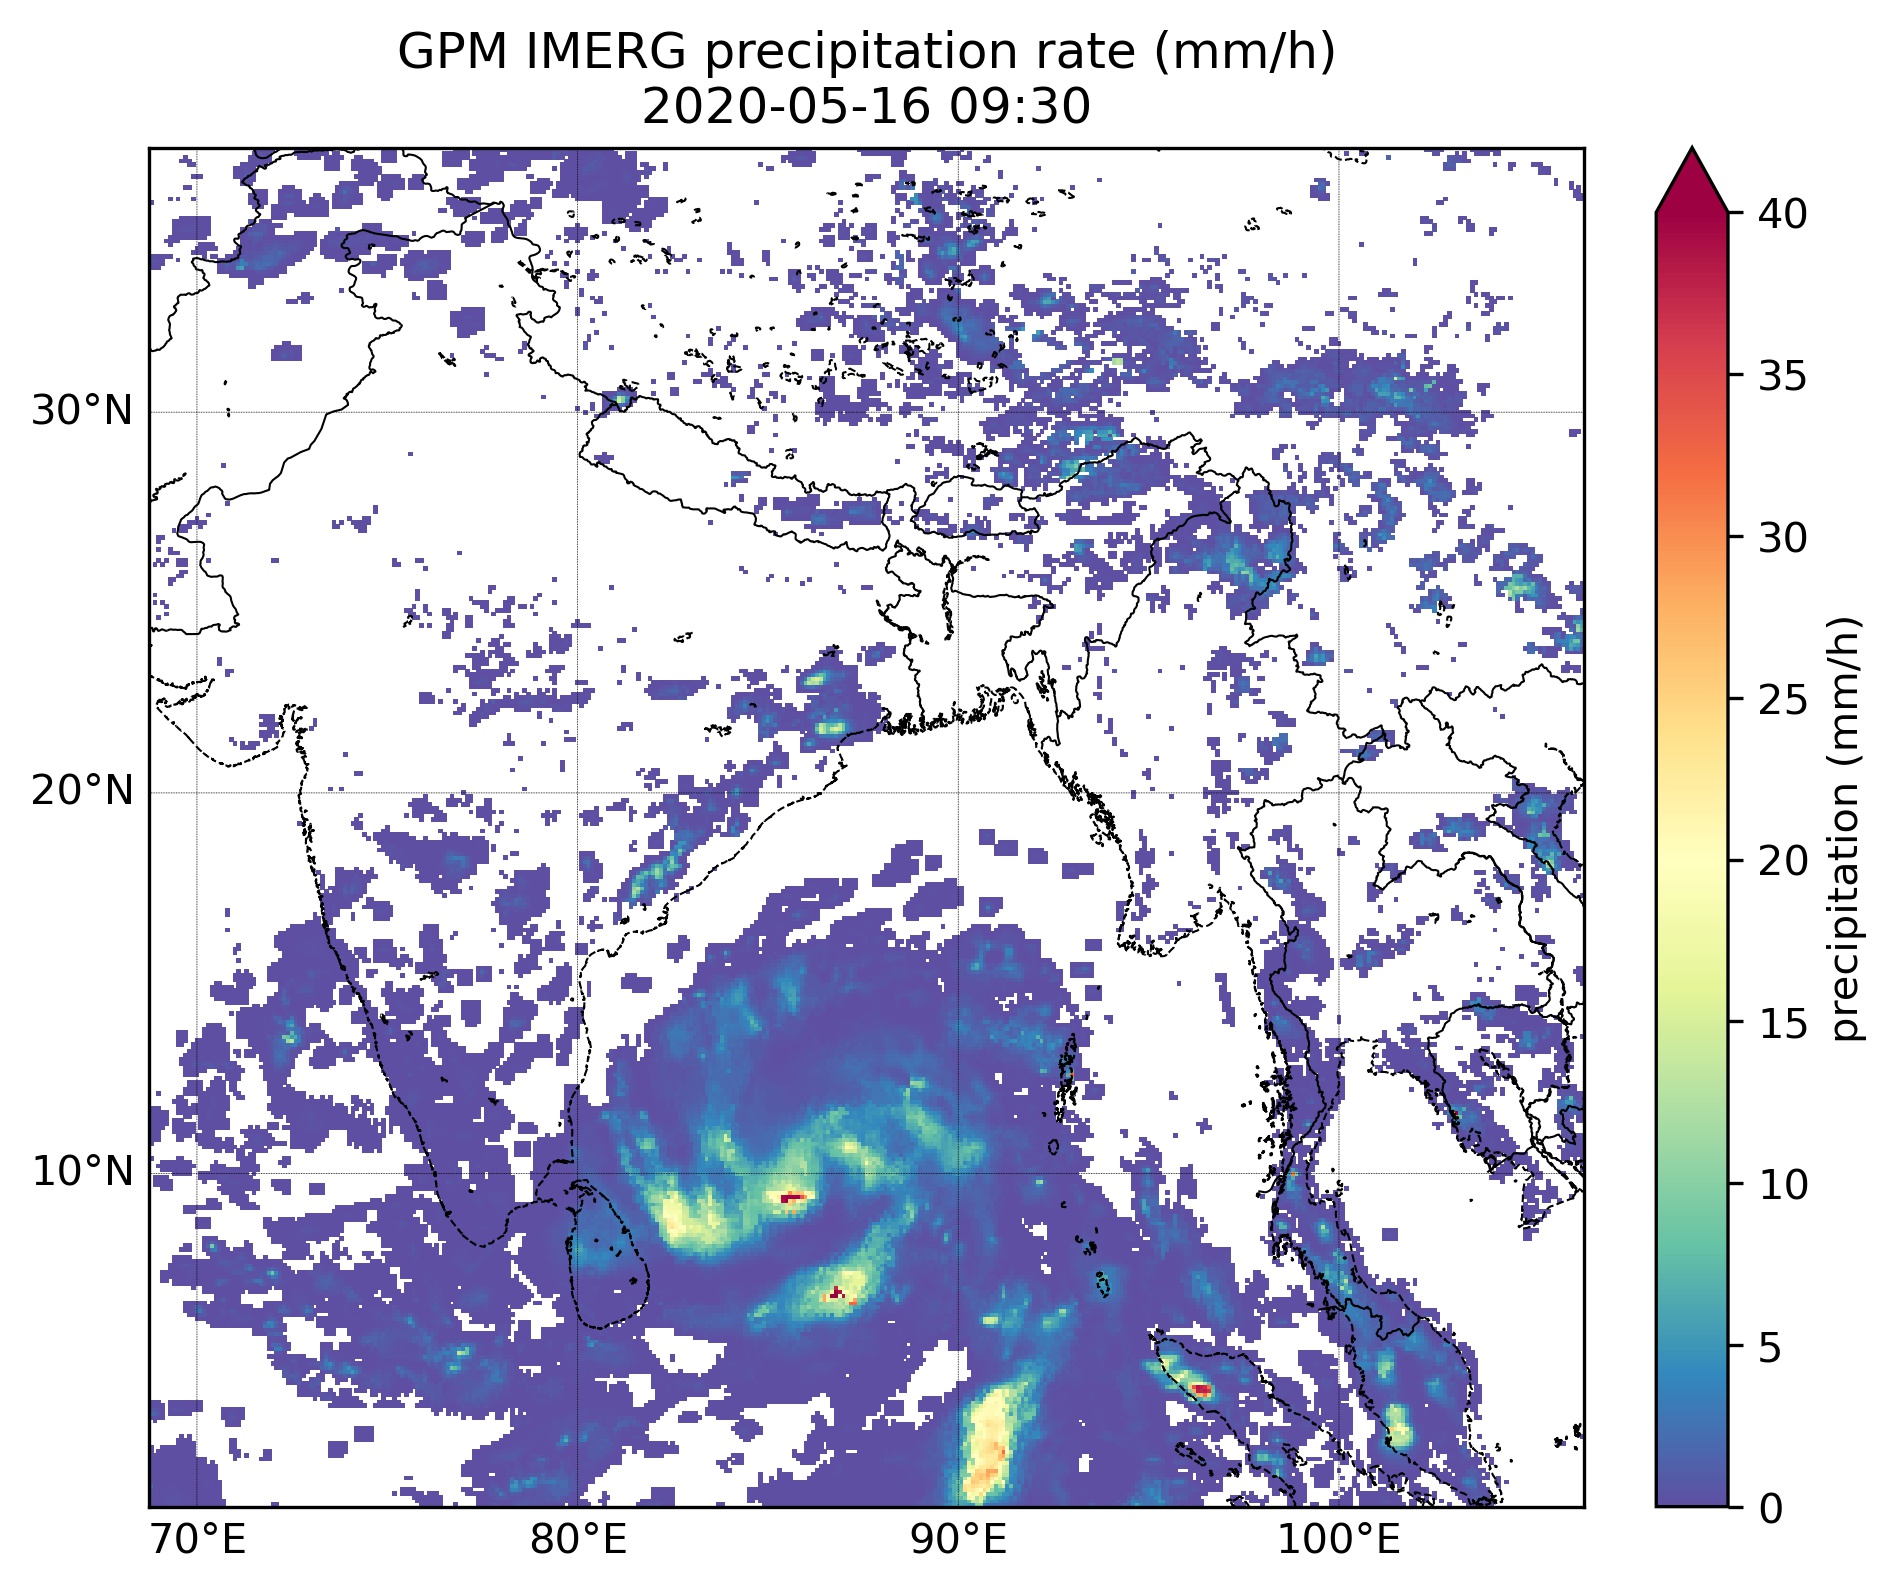 GPM IMERG precipitation rate (mm/h)
2020-05-16 09:30
30°N
20°N
10°N
70°E
80°E
90°E
100°E
40
35
30
25
20
15
10
5
0
precipitation (mm/h)